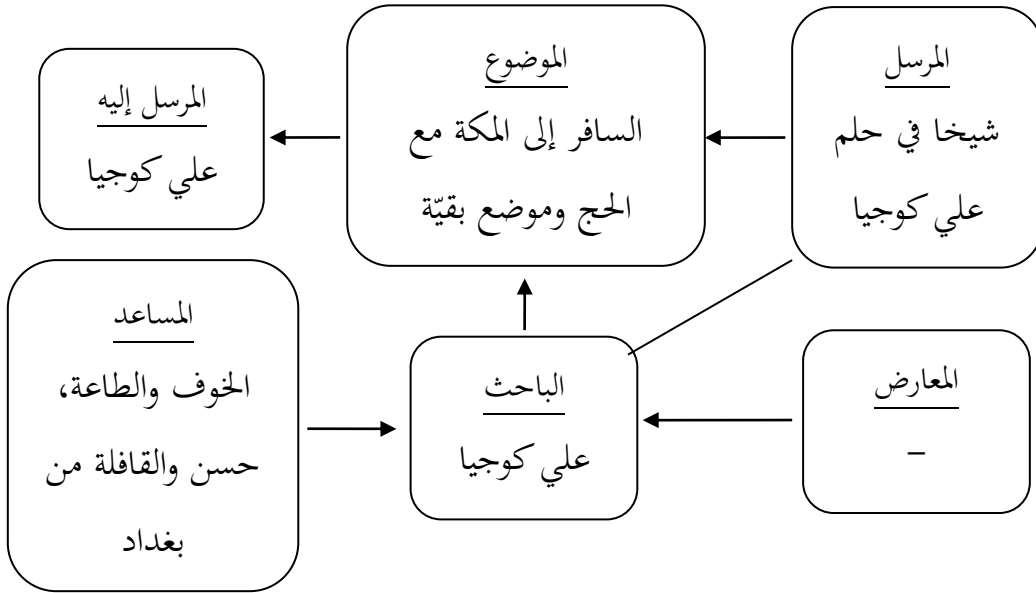 المرسل
شيخا في حلم
علي كوجيا
الموضوع
السافر إلى المكة مع
الحج وموضع بقيّة
المرسل إليه
علي كوجيا
المعارض
–
الباحث
علي كوجيا
المساعد
الخوف والطاعة،
حسن والقافلة من
بغداد